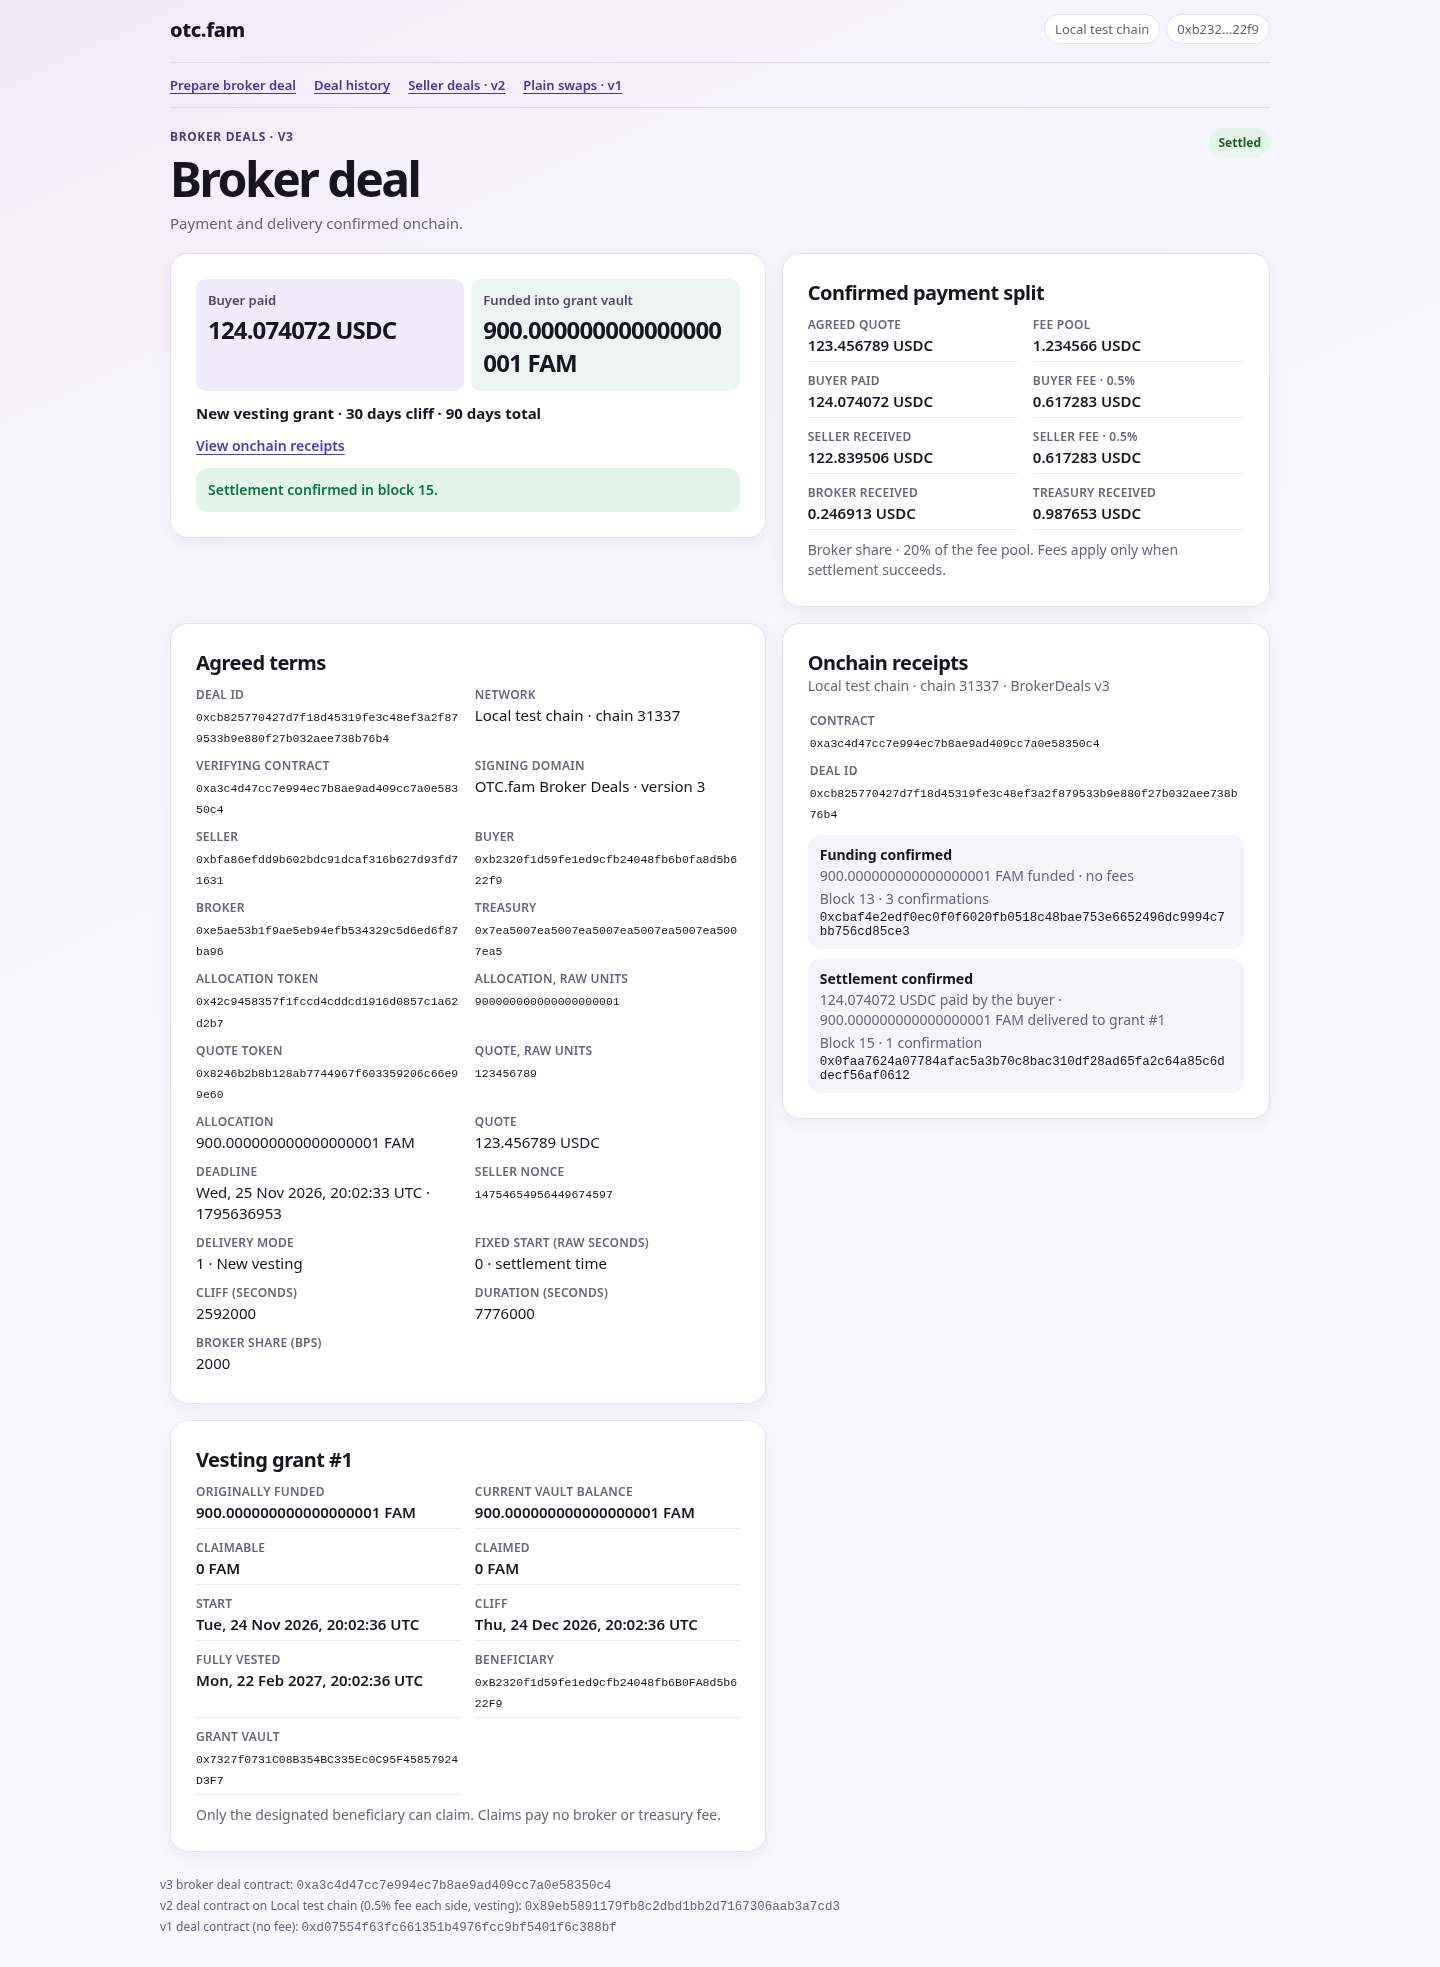 otc.fam
Local test chain
0xb232…22f9
Prepare broker deal
Deal history
Seller deals · v2
Plain swaps · v1
BROKER DEALS · V3
Settled
Broker deal
Payment and delivery confirmed onchain.
Buyer paid
124.074072 USDC
Funded into grant vault
900.000000000000000
001 FAM
New vesting grant · 30 days cliff · 90 days total
View onchain receipts
Settlement confirmed in block 15.
Confirmed payment split
AGREED QUOTE
123.456789 USDC
FEE POOL
1.234566 USDC
BUYER PAID
124.074072 USDC
BUYER FEE · 0.5%
0.617283 USDC
SELLER RECEIVED
122.839506 USDC
SELLER FEE · 0.5%
0.617283 USDC
BROKER RECEIVED
0.246913 USDC
TREASURY RECEIVED
0.987653 USDC
Broker share · 20% of the fee pool. Fees apply only when
settlement succeeds.
Agreed terms
DEAL ID
0xcb825770427d7f18d45319fe3c48ef3a2f87
9533b9e880f27b032aee738b76b4
NETWORK
Local test chain · chain 31337
VERIFYING CONTRACT
0xa3c4d47cc7e994ec7b8ae9ad409cc7a0e583
50c4
SIGNING DOMAIN
OTC.fam Broker Deals · version 3
SELLER
0xbfa86efdd9b602bdc91dcaf316b627d93fd7
1631
BUYER
0xb2320f1d59fe1ed9cfb24048fb6b0fa8d5b6
22f9
BROKER
0xe5ae53b1f9ae5eb94efb534329c5d6ed6f87
ba96
TREASURY
0x7ea5007ea5007ea5007ea5007ea5007ea500
7ea5
ALLOCATION TOKEN
0x42c9458357f1fccd4cddcd1916d0857c1a62
d2b7
ALLOCATION, RAW UNITS
900000000000000000001
QUOTE TOKEN
0x8246b2b8b128ab7744967f603359206c66e9
9e60
QUOTE, RAW UNITS
123456789
ALLOCATION
900.000000000000000001 FAM
QUOTE
123.456789 USDC
DEADLINE
Wed, 25 Nov 2026, 20:02:33 UTC ·
1795636953
SELLER NONCE
14754654956449674597
DELIVERY MODE
1 · New vesting
FIXED START (RAW SECONDS)
0 · settlement time
CLIFF (SECONDS)
2592000
DURATION (SECONDS)
7776000
BROKER SHARE (BPS)
2000
Onchain receipts
Local test chain · chain 31337 · BrokerDeals v3
CONTRACT
0xa3c4d47cc7e994ec7b8ae9ad409cc7a0e58350c4
DEAL ID
0xcb825770427d7f18d45319fe3c48ef3a2f879533b9e880f27b032aee738b
76b4
Funding confirmed
900.000000000000000001 FAM funded · no fees
Block 13 · 3 confirmations
0xcbaf4e2edf0ec0f0f6020fb0518c48bae753e6652496dc9994c7
bb756cd85ce3
Settlement confirmed
124.074072 USDC paid by the buyer ·
900.000000000000000001 FAM delivered to grant #1
Block 15 · 1 confirmation
0x0faa7624a07784afac5a3b70c8bac310df28ad65fa2c64a85c6d
decf56af0612
Vesting grant #1
ORIGINALLY FUNDED
900.000000000000000001 FAM
CURRENT VAULT BALANCE
900.000000000000000001 FAM
CLAIMABLE
0 FAM
CLAIMED
0 FAM
START
Tue, 24 Nov 2026, 20:02:36 UTC
CLIFF
Thu, 24 Dec 2026, 20:02:36 UTC
FULLY VESTED
Mon, 22 Feb 2027, 20:02:36 UTC
BENEFICIARY
0xB2320f1d59fe1ed9cfb24048fb6B0FA8d5b6
22F9
GRANT VAULT
0x7327f0731C08B354BC335Ec0C95F45857924
D3F7
Only the designated beneficiary can claim. Claims pay no broker or treasury fee.
v3 broker deal contract: 0xa3c4d47cc7e994ec7b8ae9ad409cc7a0e58350c4
v2 deal contract on Local test chain (0.5% fee each side, vesting): 0x89eb5891179fb8c2dbd1bb2d7167306aab3a7cd3
v1 deal contract (no fee): 0xd07554f63fc661351b4976fcc9bf5401f6c388bf